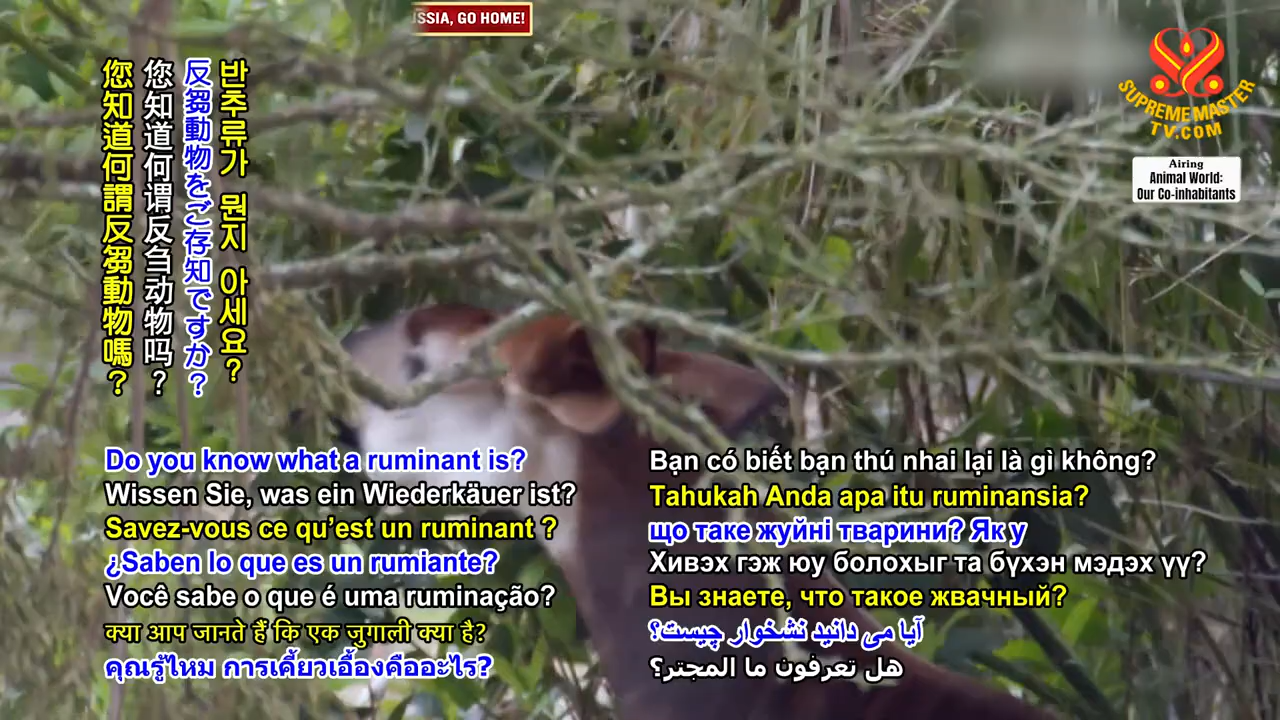 SSIA, GO HOME!
SUPREME MASTER
TV.COM
Airing
Animal World:
Our Co-inhabitants
반추류가 뭔지 아세요?
反芻動物をご存知ですか?
您知道何谓反刍动物吗?
您知道何謂反芻動物嗎?
Do you know what a ruminant is?
Wissen Sie, was ein Wiederkäuer ist?
Savez-vous ce qu’est un ruminant ?
¿Saben lo que es un rumiante?
Você sabe o que é uma ruminação?
क्या आप जानते हैं कि एक जुगाली क्या है?
คุณรู้ไหม การเคี้ยวเอื้องคืออะไร?
Bạn có biết bạn thú nhai lại là gì không?
Tahukah Anda apa itu ruminansia?
що таке жуйні тварини? Як у
Хивэх гэж юу болохыг та бүхэн мэдэх үү?
Вы знаете, что такое жвачный?
آیا می دانید نشخوار چیست؟
هل تعرفون ما المجتر؟